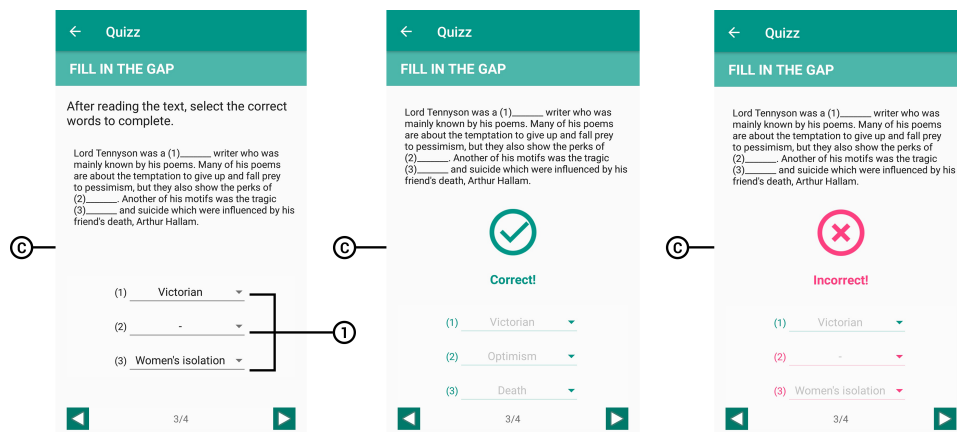 Quizz
FILL IN THE GAP
After reading the text, select the correct
words to complete.
Lord Tennyson was a (1)______ writer who was
mainly known by his poems. Many of his poems
are about the temptation to give up and fall prey
to pessimism, but they also show the perks of
(2)______. Another of his motifs was the tragic
(3)______ and suicide which were influenced by his
friend's death, Arthur Hallam.
C
(1) Victorian
(2) -
(3) Women's isolation
1
3/4
Quizz
FILL IN THE GAP
Lord Tennyson was a (1)______ writer who was
mainly known by his poems. Many of his poems
are about the temptation to give up and fall prey
to pessimism, but they also show the perks of
(2)______. Another of his motifs was the tragic
(3)______ and suicide which were influenced by his
friend's death, Arthur Hallam.
C
Correct!
(1) Victorian
(2) Optimism
(3) Death
3/4
Quizz
FILL IN THE GAP
Lord Tennyson was a (1)______ writer who was
mainly known by his poems. Many of his poems
are about the temptation to give up and fall prey
to pessimism, but they also show the perks of
(2)______. Another of his motifs was the tragic
(3)______ and suicide which were influenced by his
friend's death, Arthur Hallam.
C
Incorrect!
(1) Victorian
(2) -
(3) Women's isolation
3/4